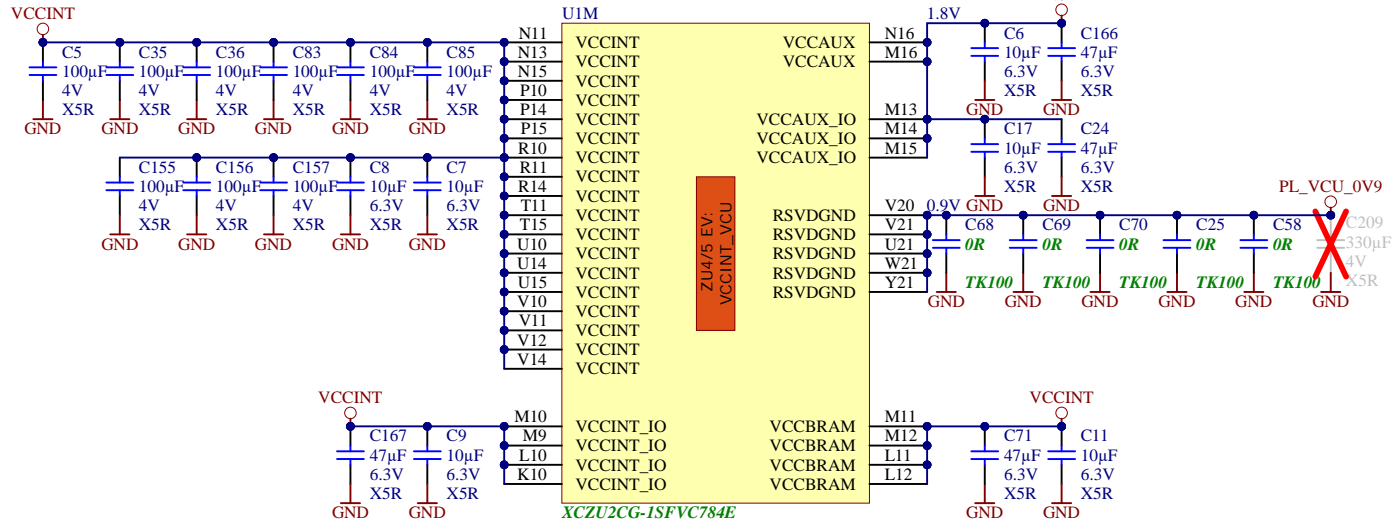 VCCINT
U1M
1.8V
C5
100µF
4V
X5R
GND
C35
100µF
4V
X5R
GND
C36
100µF
4V
X5R
GND
C83
100µF
4V
X5R
GND
C84
100µF
4V
X5R
GND
C85
100µF
4V
X5R
GND
C155
100µF
4V
X5R
GND
C156
100µF
4V
X5R
GND
C157
100µF
4V
X5R
GND
C8
10µF
6.3V
X5R
GND
C7
10µF
6.3V
X5R
GND
N11 VCCINT
N13 VCCINT
N15 VCCINT
P10 VCCINT
P14 VCCINT
P15 VCCINT
R10 VCCINT
R11 VCCINT
R14 VCCINT
T11 VCCINT
T15 VCCINT
U10 VCCINT
U14 VCCINT
U15 VCCINT
V10 VCCINT
V11 VCCINT
V12 VCCINT
V14 VCCINT
VCCINT
C167
47µF
6.3V
X5R
GND
C9
10µF
6.3V
X5R
GND
M10 VCCINT_IO
M9 VCCINT_IO
L10 VCCINT_IO
K10 VCCINT_IO
ZU4/5 EV:
VCCINT_VCU
VCCAUX N16
VCCAUX M16
VCCAUX_IO M13
VCCAUX_IO M14
VCCAUX_IO M15
C6
10µF
6.3V
X5R
GND
C166
47µF
6.3V
X5R
GND
C17
10µF
6.3V
X5R
GND
C24
47µF
6.3V
X5R
GND
RSVDGND V20
RSVDGND V21
RSVDGND U21
RSVDGND W21
RSVDGND Y21
0.9V
PL_VCU_0V9
C68
0R
TK100
GND
C69
0R
TK100
GND
C70
0R
TK100
GND
C25
0R
TK100
GND
C58
0R
TK100
GND
C209
330µF
4V
X5R
GND
VCCBRAM M11
VCCBRAM M12
VCCBRAM L11
VCCBRAM L12
VCCINT
C71
47µF
6.3V
X5R
GND
C11
10µF
6.3V
X5R
GND
XCZU2CG-1SFVC784E